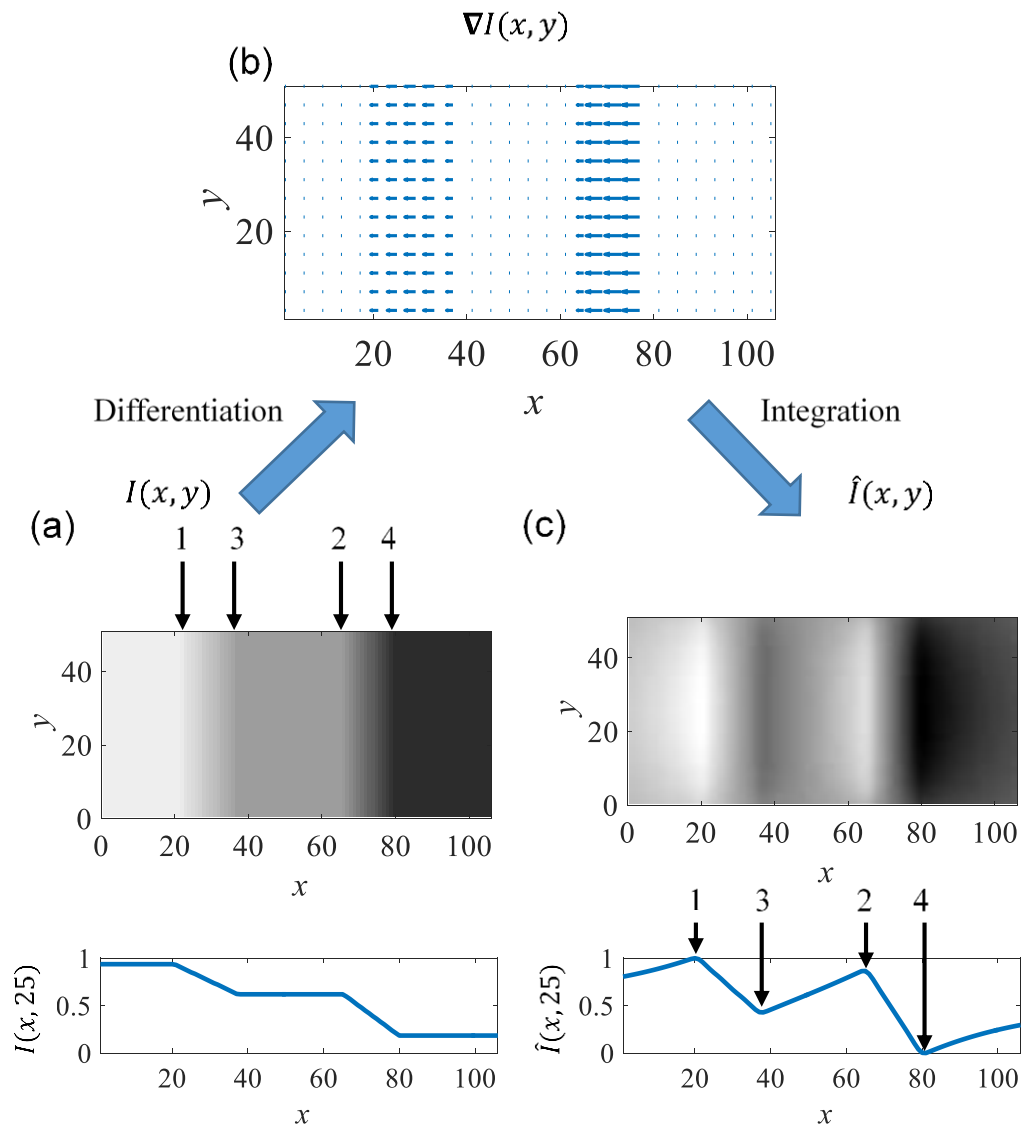 ∇I(x, y)
(b)
40
20
y
20 40 60 80 100
x
Differentiation
Integration
I(x, y)
Î(x, y)
(a)
(c)
1 3 2 4
40
20
0
y
0 20 40 60 80 100
x
40
20
0
y
0 20 40 60 80 100
x
1 3 2 4
1
0.5
0
I(x, 25)
20 40 60 80 100
x
1
0.5
0
Î(x, 25)
20 40 60 80 100
x